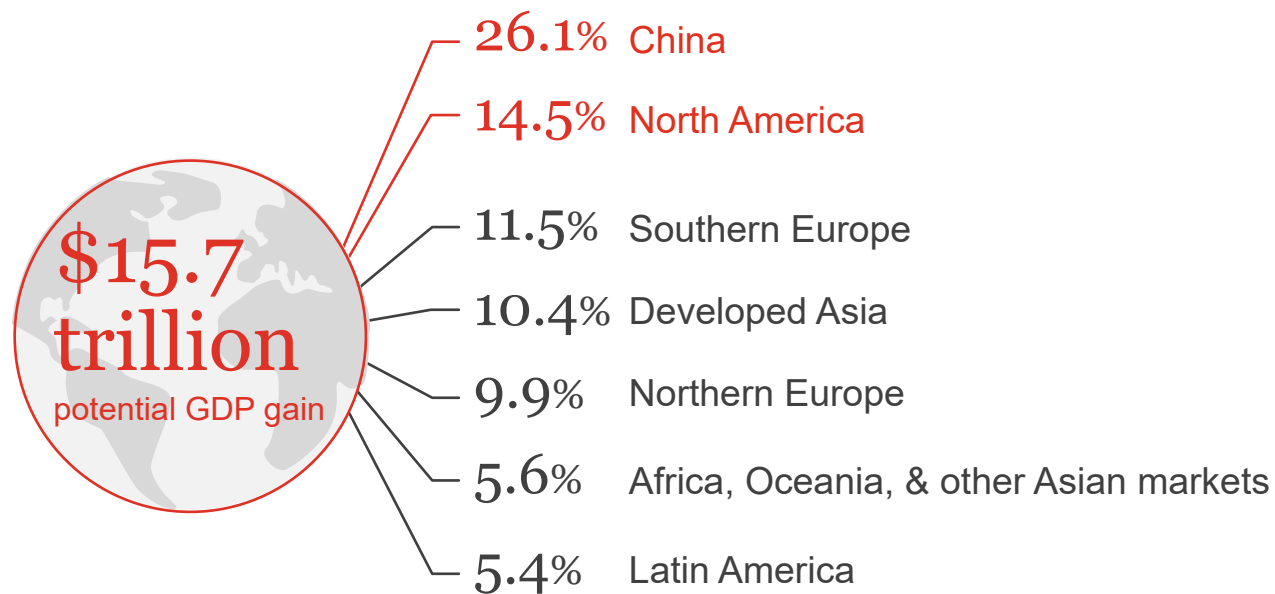 $15.7
trillion
potential GDP gain
26.1% China
14.5% North America
11.5% Southern Europe
10.4% Developed Asia
9.9% Northern Europe
5.6% Africa, Oceania, & other Asian markets
5.4% Latin America